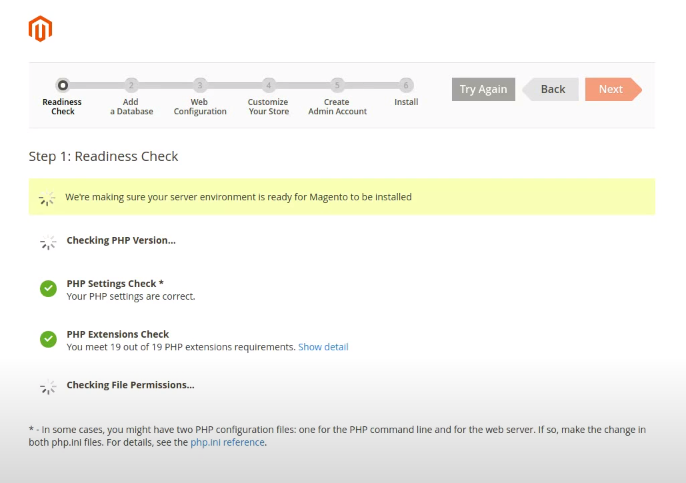 2
3
4
5
6
Readiness
Check
Add
a Database
Web
Configuration
Customize
Your Store
Create
Admin Account
Install
Try Again
Back
Next
Step 1: Readiness Check
We're making sure your server environment is ready for Magento to be installed
Checking PHP Version...
PHP Settings Check *
Your PHP settings are correct.
PHP Extensions Check
You meet 19 out of 19 PHP extensions requirements. Show detail
Checking File Permissions...
* - In some cases, you might have two PHP configuration files: one for the PHP command line and for the web server. If so, make the change in
both php.ini files. For details, see the php.ini reference.